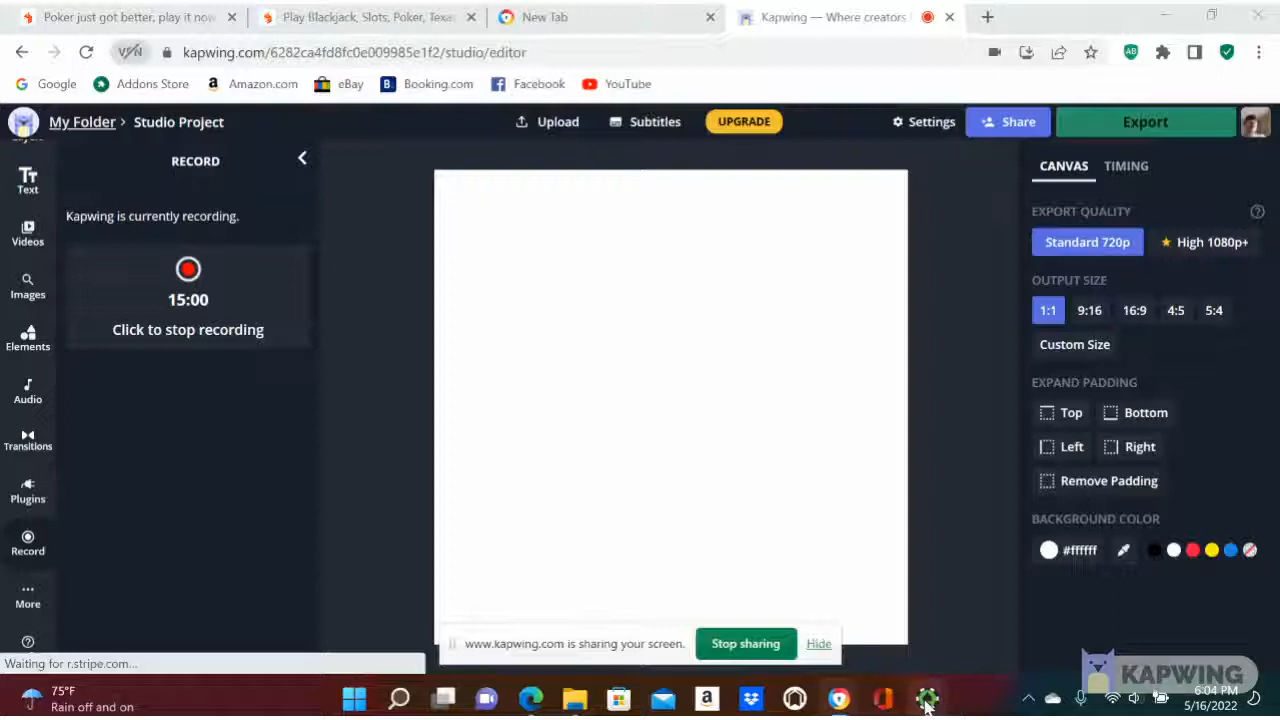 Poker just got better, play it now
Play Blackjack, Slots, Poker, Texa
New Tab
Kapwing — Where creators
kapwing.com/6282ca4fd8fc0e009985e1f2/studio/editor
Google
Addons Store
Amazon.com
eBay
Booking.com
Facebook
YouTube
My Folder > Studio Project
Upload
Subtitles
UPGRADE
Settings
Share
Export
Text
Videos
Images
Elements
Audio
Transitions
Plugins
Record
More
RECORD
Kapwing is currently recording.
15:00
Click to stop recording
CANVAS
TIMING
EXPORT QUALITY
Standard 720p
High 1080p+
OUTPUT SIZE
1:1
9:16
16:9
4:5
5:4
Custom Size
EXPAND PADDING
Top
Bottom
Left
Right
Remove Padding
BACKGROUND COLOR
#ffffff
www.kapwing.com is sharing your screen.
Stop sharing
Hide
Waiting for r.stripe.com...
KAPWING
75°F
Rain off and on
6:04 PM
5/16/2022